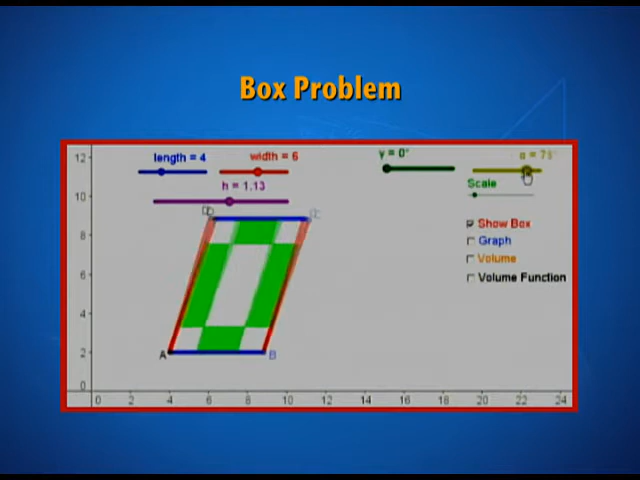 Box Problem
length = 4
width = 6
h = 1.13
γ = 0°
Scale
Show Box
Graph
Volume
Volume Function
12
10
8
6
4
2
0
A
B
0 2 4 6 8 10 12 14 16 18 20 22 24